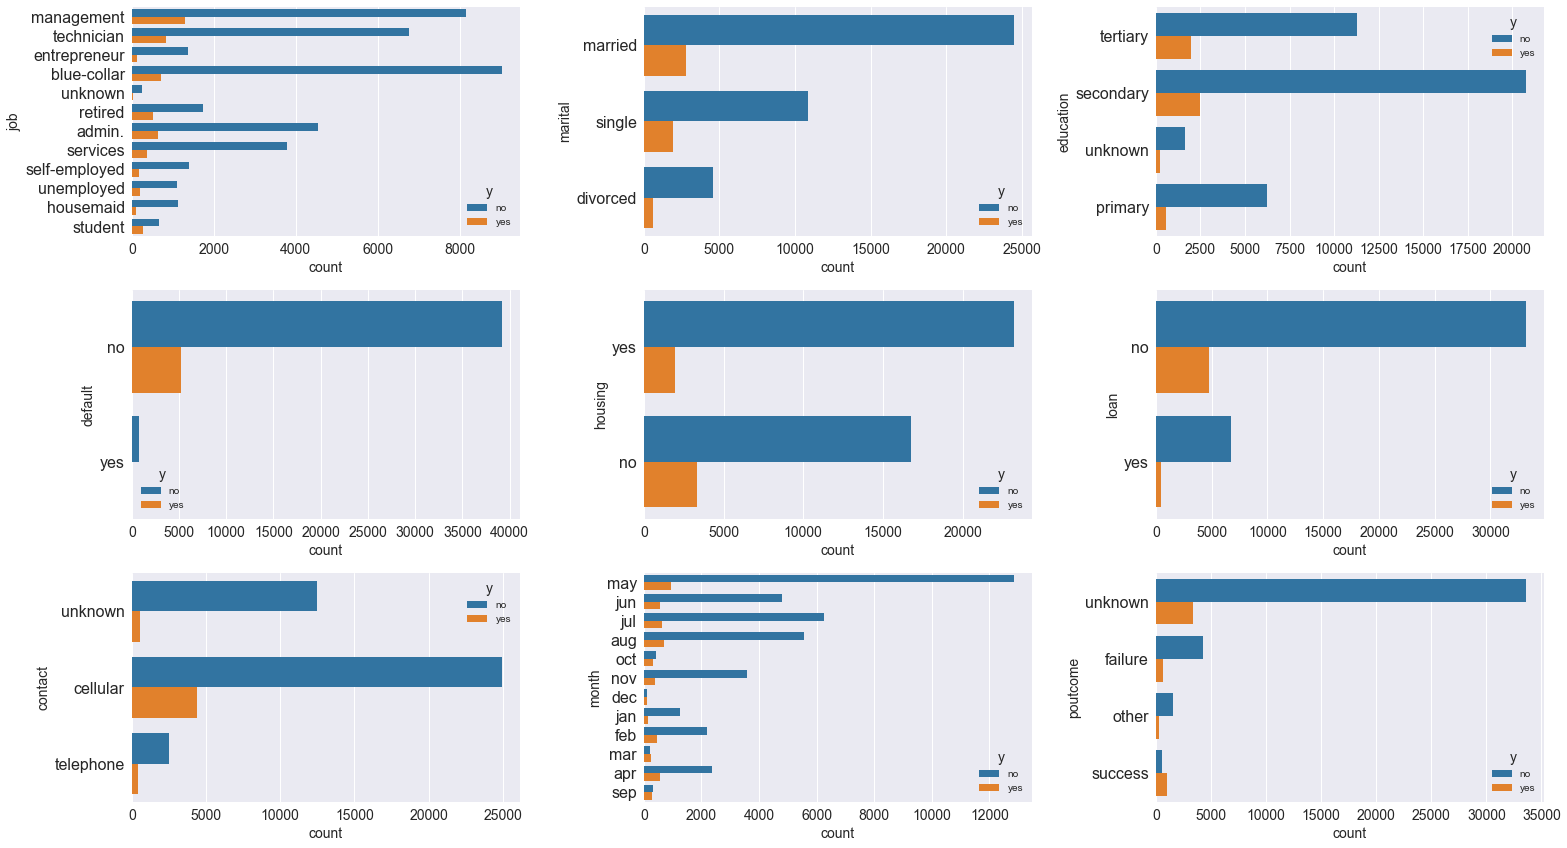 job
management
technician
entrepreneur
blue-collar
unknown
retired
admin.
services
self-employed
unemployed
housemaid
student
y
no
yes
0 2000 4000 6000 8000
count
marital
married
single
divorced
y
no
yes
0 5000 10000 15000 20000 25000
count
education
tertiary
secondary
unknown
primary
y
no
yes
0 2500 5000 7500 10000 12500 15000 17500 20000
count
default
no
yes
y
no
yes
0 5000 10000 15000 20000 25000 30000 35000 40000
count
housing
yes
no
y
no
yes
0 5000 10000 15000 20000
count
loan
no
yes
y
no
yes
0 5000 10000 15000 20000 25000 30000
count
contact
unknown
cellular
telephone
y
no
yes
0 5000 10000 15000 20000 25000
count
month
may
jun
jul
aug
oct
nov
dec
jan
feb
mar
apr
sep
y
no
yes
0 2000 4000 6000 8000 10000 12000
count
poutcome
unknown
failure
other
success
y
no
yes
0 5000 10000 15000 20000 25000 30000 35000
count